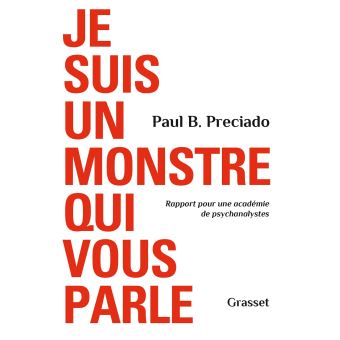 JE
SUIS
UN
MONSTRE
QUI
VOUS
PARLE
Paul B. Preciado
Rapport pour une académie
de psychanalystes
Grasset